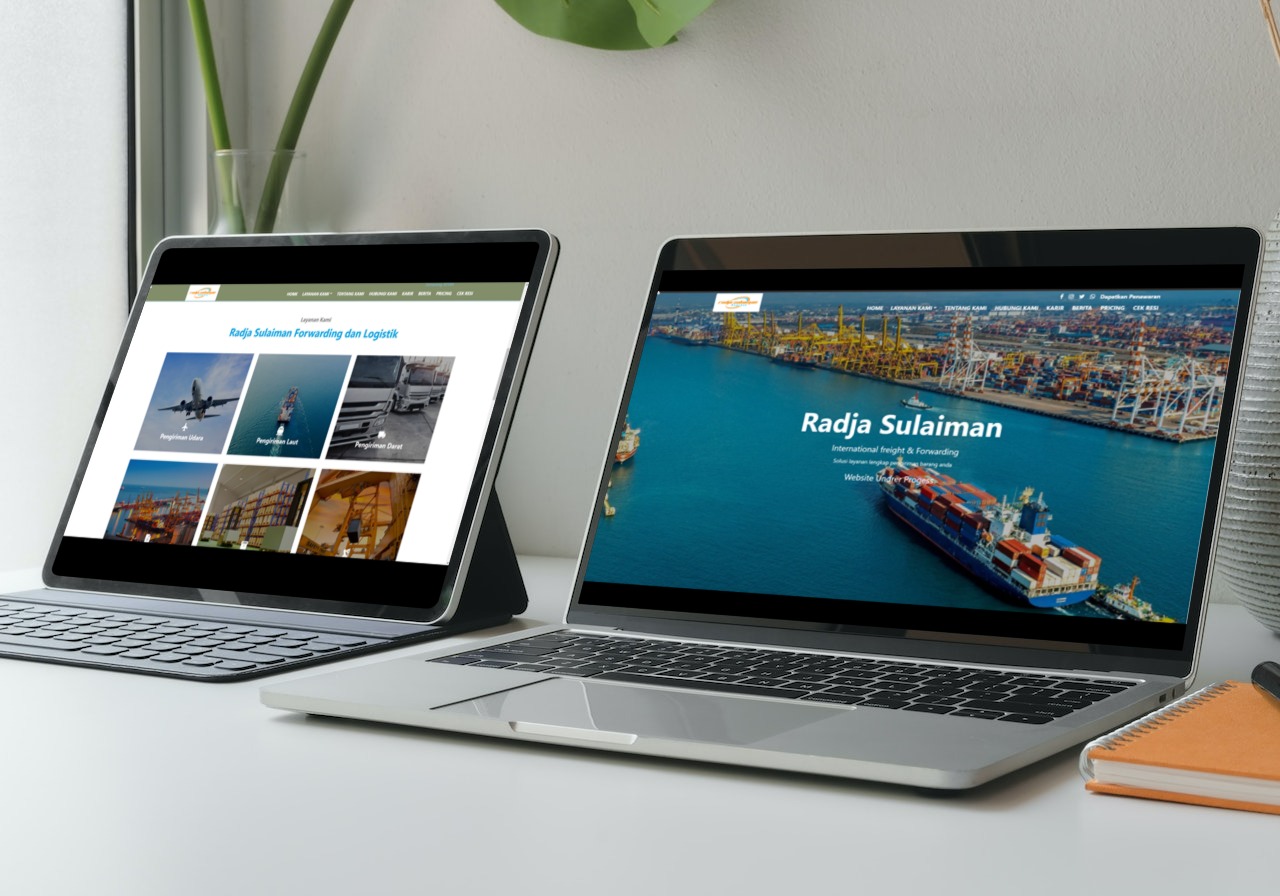 HOME LAYANAN KAMI TENTANG KAMI HUBUNGI KAMI KARIR BERITA PRICING CEK RESI
Layanan Kami
Radja Sulaiman Forwarding dan Logistik
Pengiriman Udara
Pengiriman Laut
Pengiriman Darat
Dapatkan Penawaran
HOME LAYANAN KAMI TENTANG KAMI HUBUNGI KAMI KARIR BERITA PRICING CEK RESI
Radja Sulaiman
International freight & Forwarding
Solusi layanan lengkap pengiriman barang anda
Website Undrer Progess